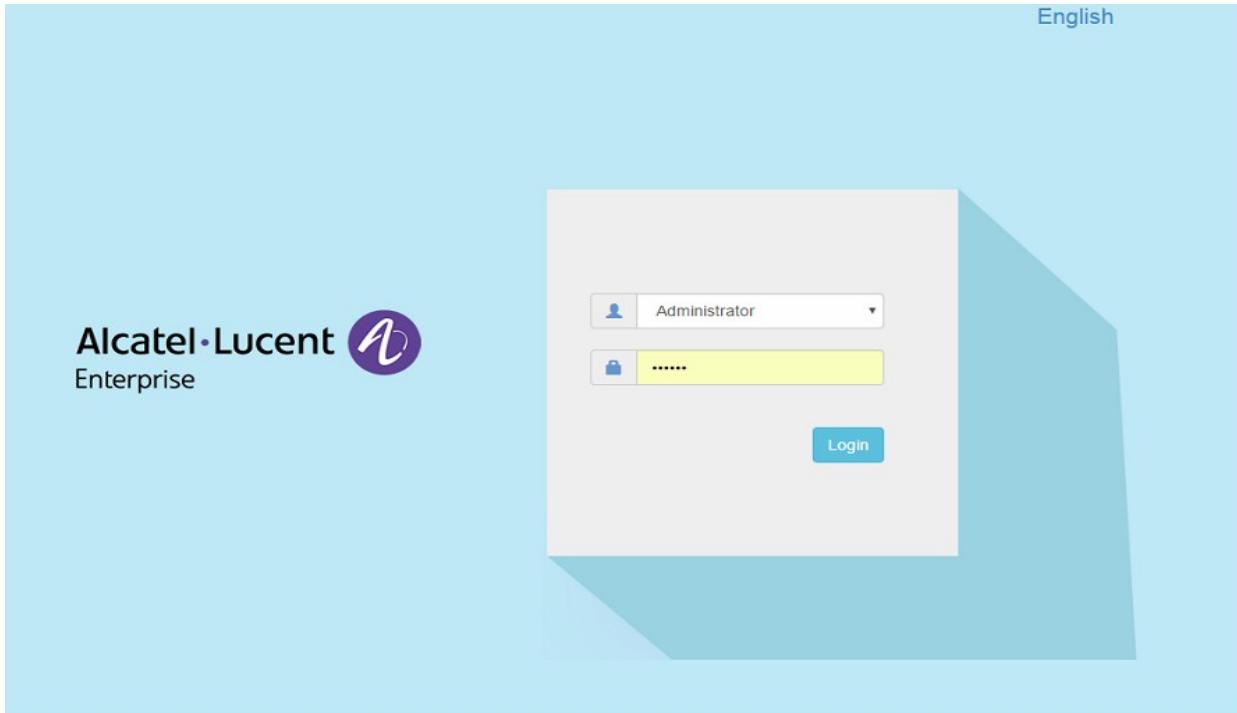 English
Alcatel·Lucent
Enterprise
Administrator
••••••
Login